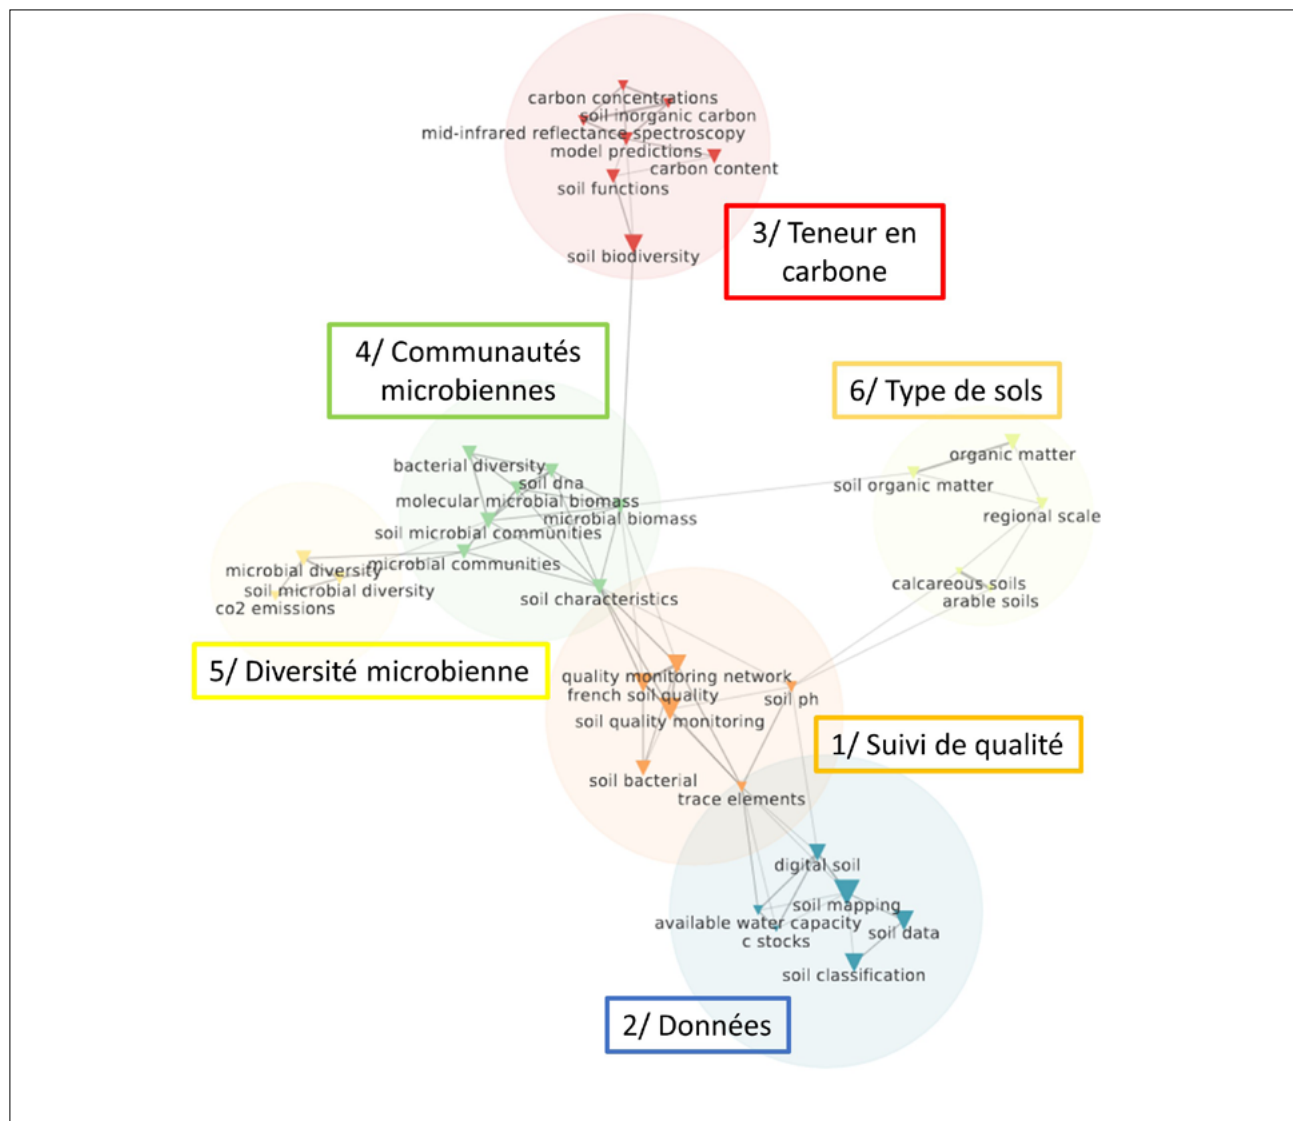 carbon concentrations
soil inorganic carbon
mid-infrared reflectance spectroscopy
model predictions
carbon content
soil functions
soil biodiversity
3/ Teneur en
carbone
4/ Communautés
microbiennes
6/ Type de sols
organic matter
soil organic matter
regional scale
calcareous soils
arable soils
bacterial diversity
soil dna
molecular microbial biomass
microbial biomass
soil microbial communities
microbial communities
soil characteristics
microbial diversity
soil microbial diversity
co2 emissions
5/ Diversité microbienne
quality monitoring network
french soil quality
soil ph
soil quality monitoring
soil bacterial
trace elements
1/ Suivi de qualité
digital soil
soil mapping
available water capacity
soil data
c stocks
soil classification
2/ Données